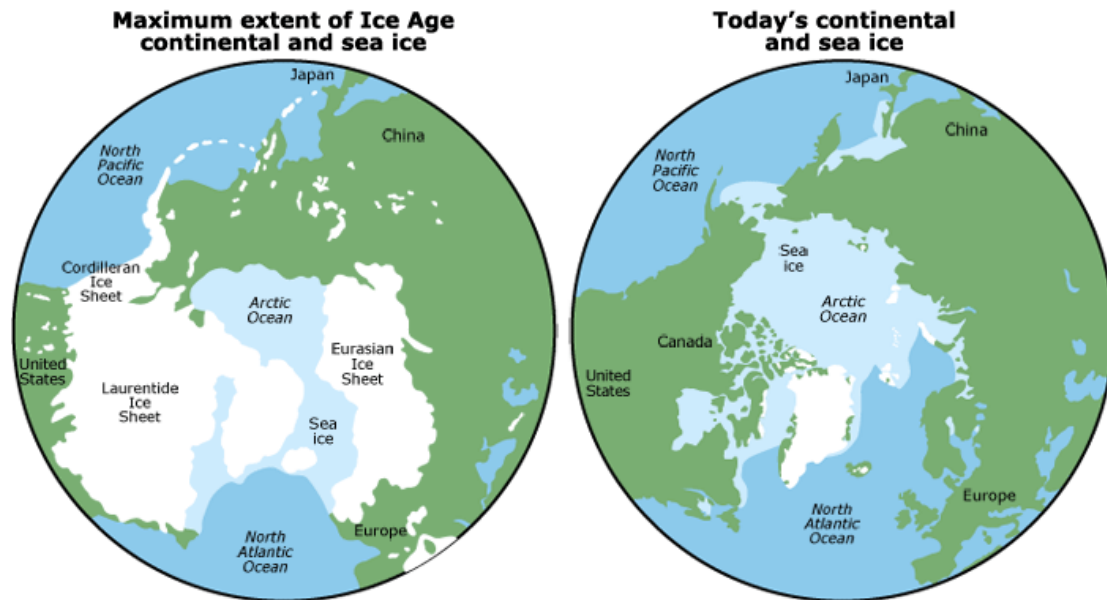 Maximum extent of Ice Age
continental and sea ice
Japan
China
North
Pacific
Ocean
Cordilleran
Ice
Sheet
Arctic
Ocean
United
States
Laurentide
Ice
Sheet
Eurasian
Ice
Sheet
Sea
ice
Europe
North
Atlantic
Ocean
Today's continental
and sea ice
Japan
China
North
Pacific
Ocean
Sea
ice
Arctic
Ocean
Canada
United
States
Europe
North
Atlantic
Ocean